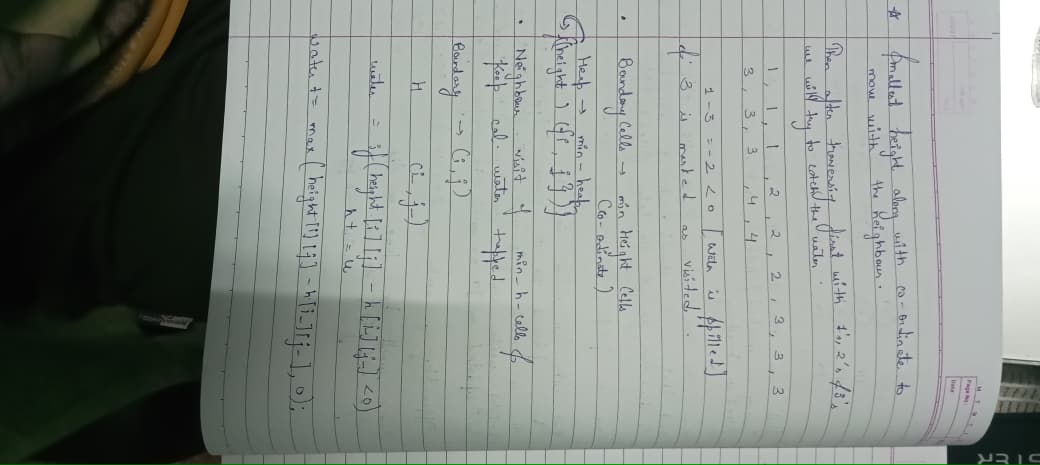 STER
M T W T
Page No.:
Date:
☆ Smallest height along with co-ordinate to
move with the neighbour.
Then after traversing first with 1's, 2's & 3's
we will try to catch the water.
1, 1, 1, 2, 2, 2, 3, 3, 3
3, 3, 3, 4, 4
1 - 3 = -2 < 0 [water is spilled]
& 3 is marked as visited.
• Boundary Cells → min Height Cells
(co-ordinate)
Heap → min-heap
{(height) ({i, j})}
• Neighbour visit of min-h-cells &
keep cal. water trapped
Boundary → (i, j)
H (i_, j_)
water = if (height [i] [j] - h [i_] [j_] < 0)
water += max (height [i] [j] - h[i_][j_], 0);